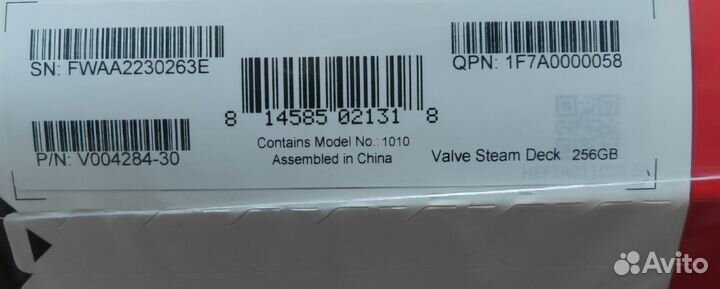 SN: FWAA2230263E
QPN: 1F7A0000058
8 14585 02131 8
P/N: V004284-30
Contains Model No.: 1010
Assembled in China
Valve Steam Deck 256GB
Avito